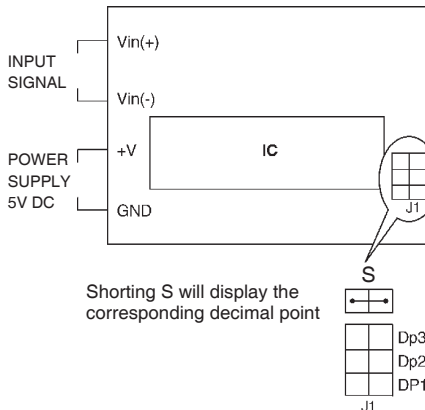 Vin(+)
INPUT
SIGNAL
Vin(-)
+V
IC
POWER
SUPPLY
5V DC
GND
J1
S
Shorting S will display the
corresponding decimal point
Dp3
Dp2
DP1
J1